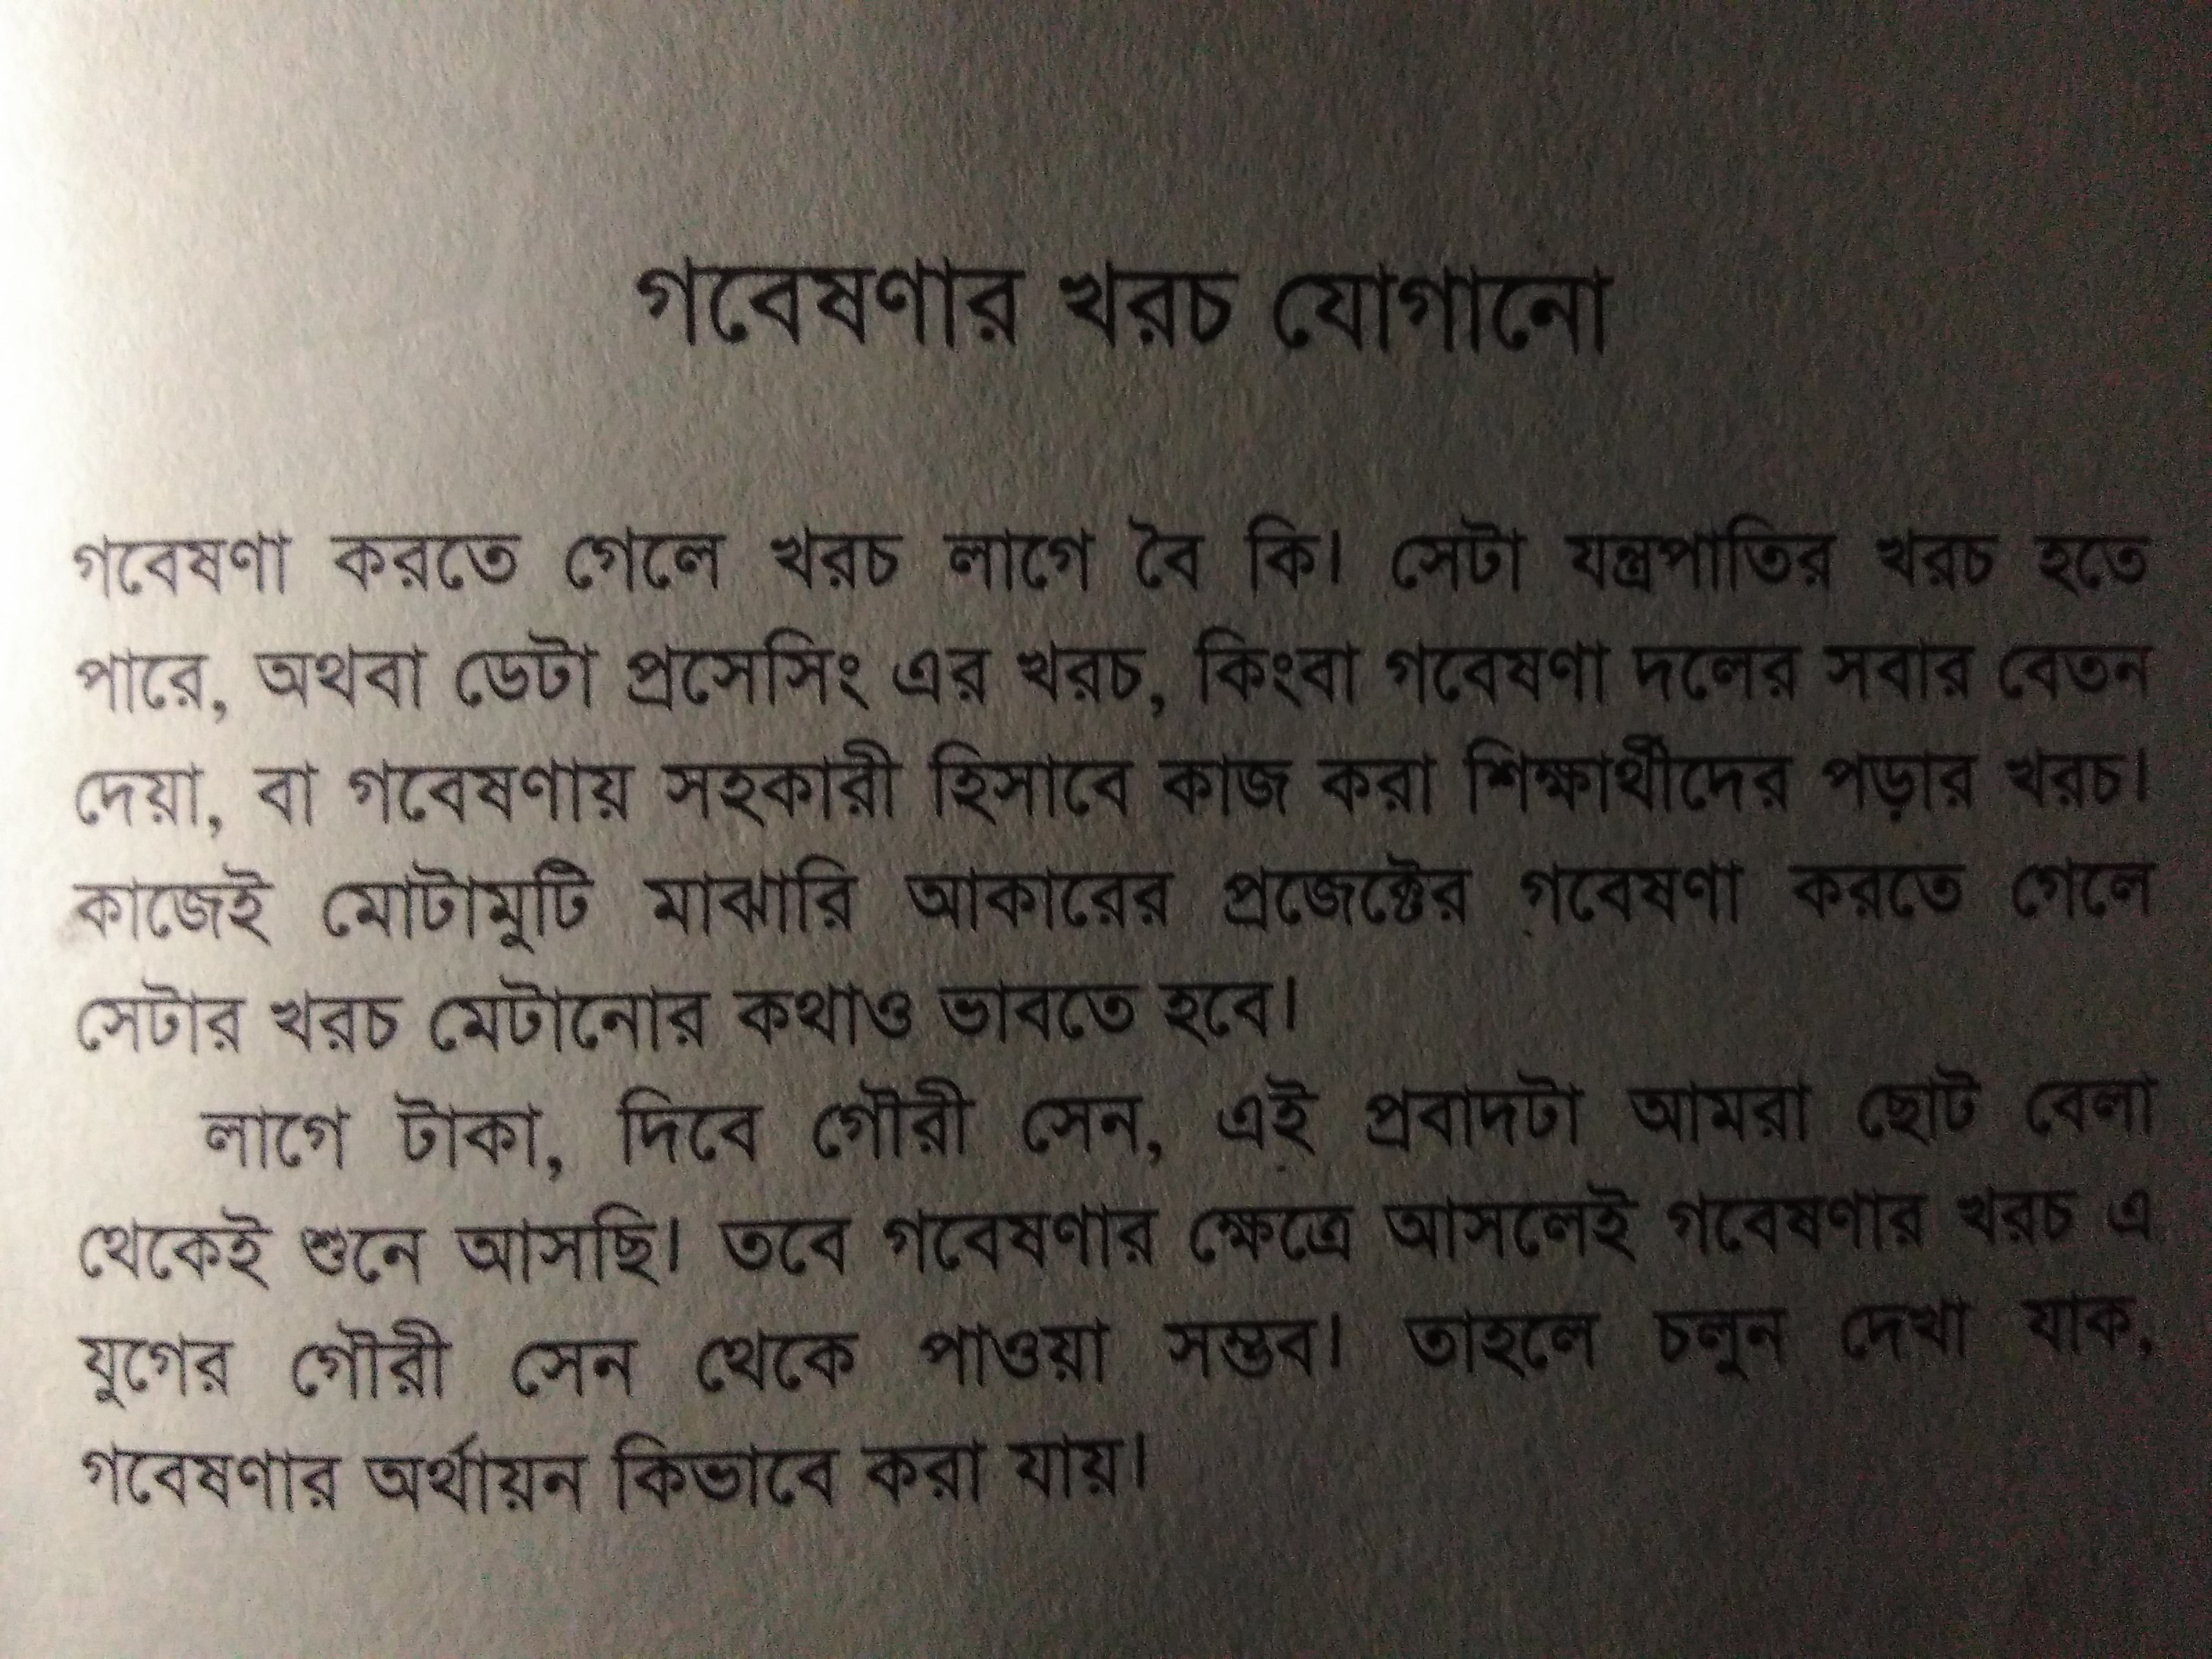 গবেষণার খরচ যোগানো
গবেষণা করতে গেলে খরচ লাগে বৈ কি। সেটা যন্ত্রপাতির খরচ হতে
পারে, অথবা ডেটা প্রসেসিং এর খরচ, কিংবা গবেষণা দলের সবার বেতন
দেয়া, বা গবেষণায় সহকারী হিসাবে কাজ করা শিক্ষার্থীদের পড়ার খরচ।
কাজেই মোটামুটি মাঝারি আকারের প্রজেক্টের গবেষণা করতে গেলে
সেটার খরচ মেটানোর কথাও ভাবতে হবে।
লাগে টাকা, দিবে গৌরী সেন, এই প্রবাদটা আমরা ছোট বেলা
থেকেই শুনে আসছি। তবে গবেষণার ক্ষেত্রে আসলেই গবেষণার খরচ এ
যুগের গৌরী সেন থেকে পাওয়া সম্ভব। তাহলে চলুন দেখা যাক,
গবেষণার অর্থায়ন কিভাবে করা যায়।